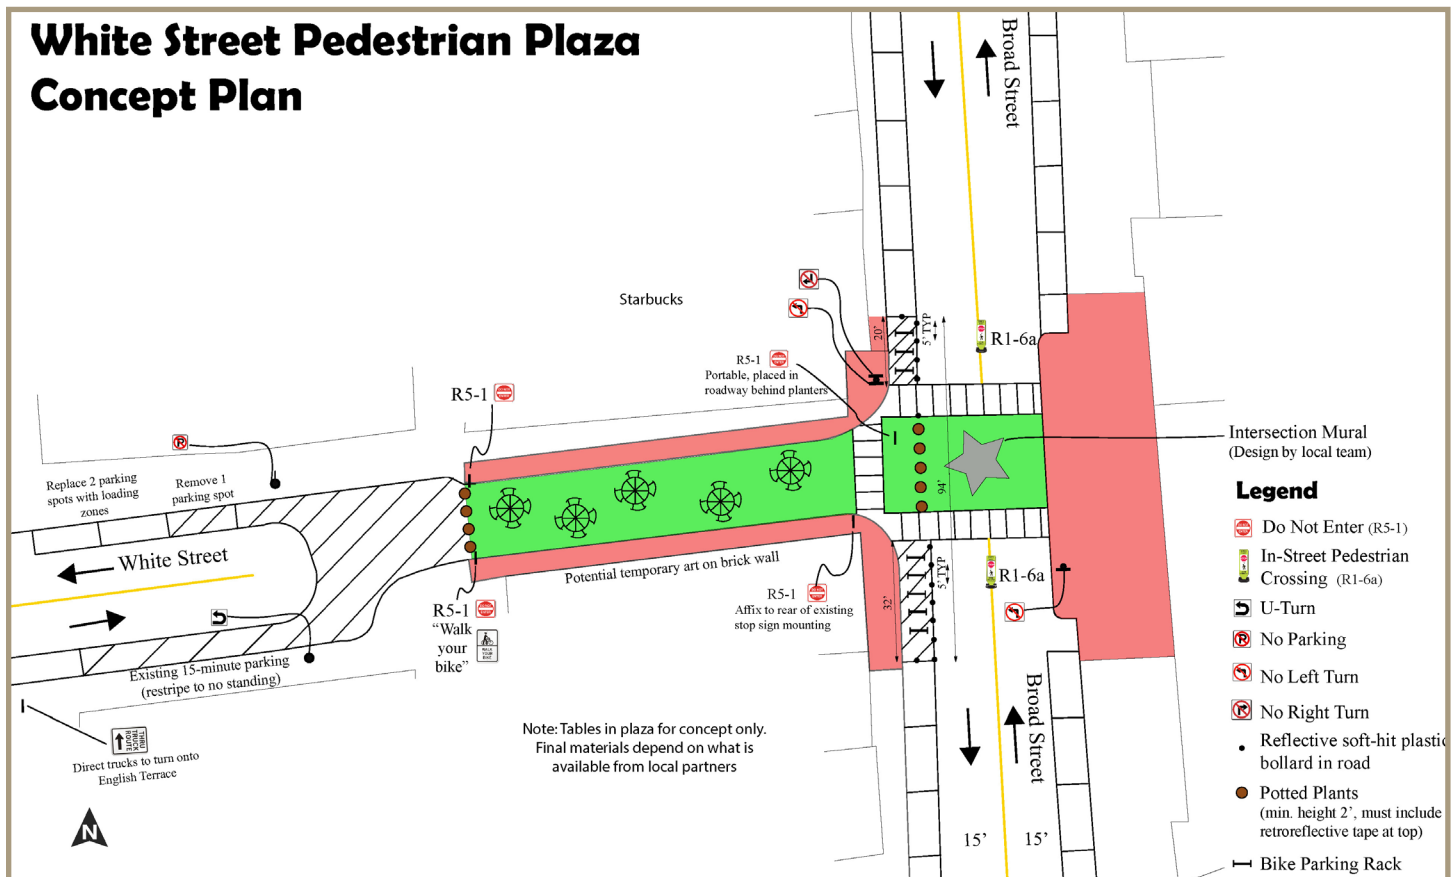 White Street Pedestrian Plaza
Concept Plan
Broad Street
Starbucks
20'
5' TYP
R1-6a
R5-1
Portable, placed in
roadway behind planters
R5-1
Intersection Mural
(Design by local team)
Replace 2 parking
spots with loading
zones
Remove 1
parking spot
94'
White Street
Potential temporary art on brick wall
5' TYP
R1-6a
R5-1
Affix to rear of existing
stop sign mounting
32'
R5-1
"Walk
your
bike"
WALK
YOUR
BIKE
Existing 15-minute parking
(restripe to no standing)
THRU
TRUCK
ROUTE
Direct trucks to turn onto
English Terrace
Note: Tables in plaza for concept only.
Final materials depend on what is
available from local partners
Broad Street
15'
15'
N
Legend
Do Not Enter (R5-1)
In-Street Pedestrian
Crossing (R1-6a)
U-Turn
No Parking
No Left Turn
No Right Turn
Reflective soft-hit plastic
bollard in road
Potted Plants
(min. height 2', must include
retroreflective tape at top)
Bike Parking Rack